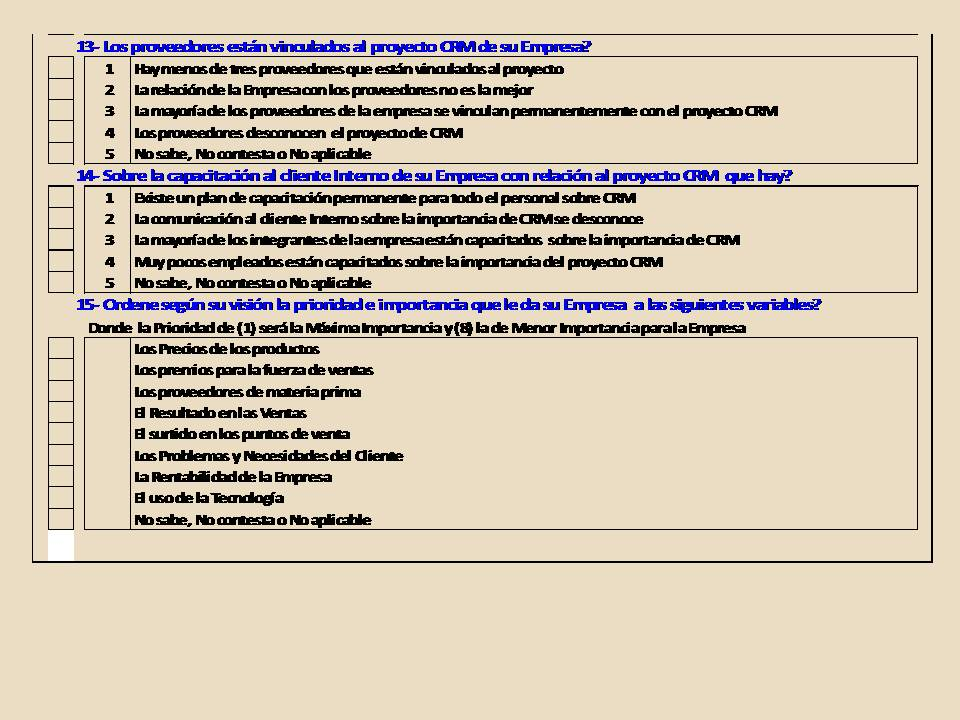 13- Los proveedores están vinculados al proyecto CRM de su Empresa?
1 Hay menos de tres proveedores que están vinculados al proyecto
2 La relación de la Empresa con los proveedores no es la mejor
3 La mayoría de los proveedores de la empresa se vinculan permanentemente con el proyecto CRM
4 Los proveedores desconocen el proyecto de CRM
5 No sabe, No contesta o No aplicable
14- Sobre la capacitación al cliente Interno de su Empresa con relación al proyecto CRM que hay?
1 Existe un plan de capacitación permanente para todo el personal sobre CRM
2 La comunicación al cliente Interno sobre la importancia de CRM se desconoce
3 La mayoría de los integrantes de la empresa están capacitados sobre la importancia de CRM
4 Muy pocos empleados están capacitados sobre la importancia del proyecto CRM
5 No sabe, No contesta o No aplicable
15- Ordene según su visión la prioridad e importancia que le da su Empresa a las siguientes variables?
Donde la Prioridad de (1) será la Máxima Importancia y (8) la de Menor Importancia para la Empresa
Los Precios de los productos
Los premios para la fuerza de ventas
Los proveedores de materia prima
El Resultado en las Ventas
El surtido en los puntos de venta
Los Problemas y Necesidades del Cliente
La Rentabilidad de la Empresa
El uso de la Tecnología
No sabe, No contesta o No aplicable